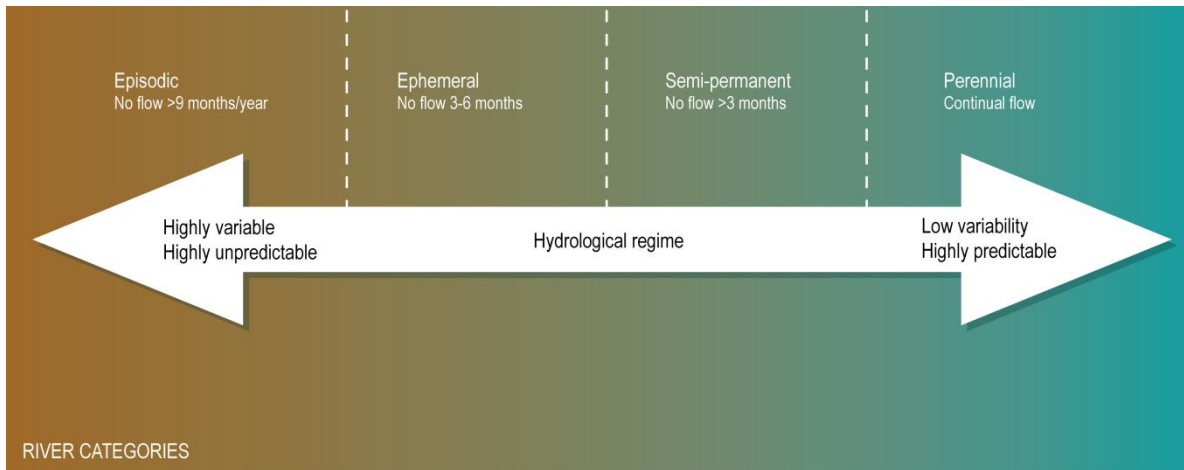 Episodic
No flow >9 months/year
Ephemeral
No flow 3-6 months
Semi-permanent
No flow >3 months
Perennial
Continual flow
Highly variable
Highly unpredictable
Hydrological regime
Low variability
Highly predictable
RIVER CATEGORIES